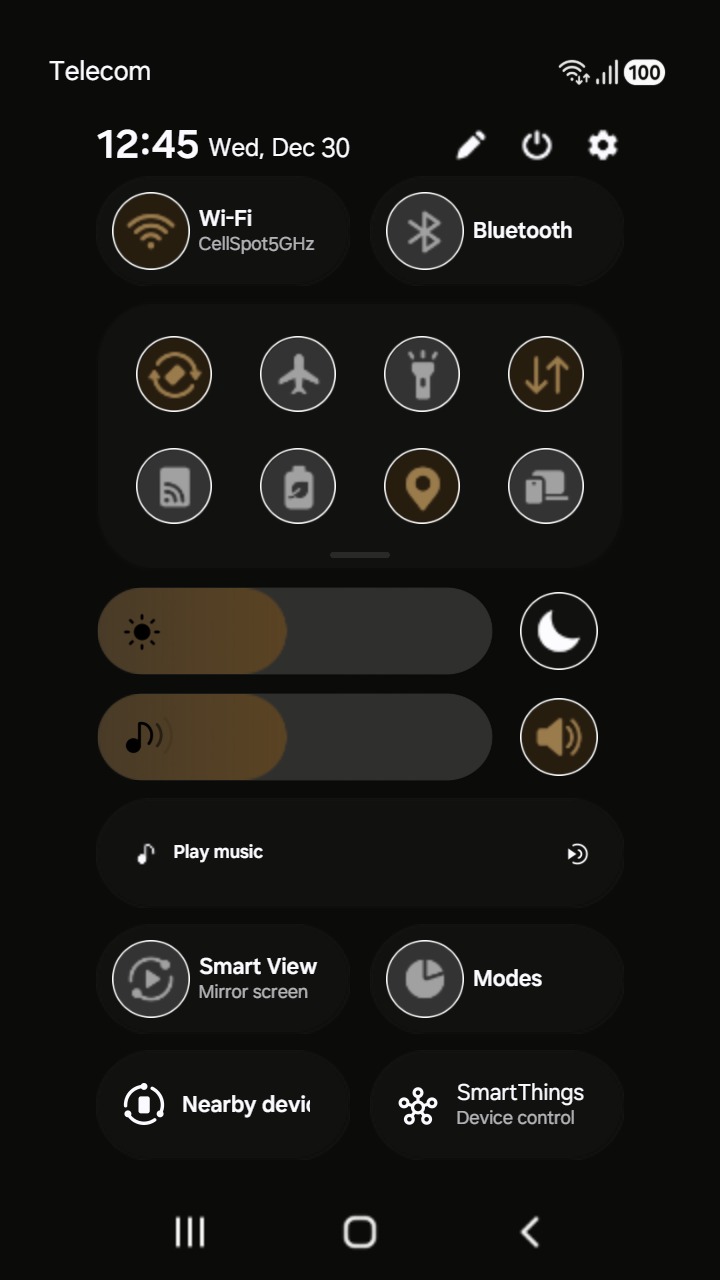 Telecom
100
12:45 Wed, Dec 30
Wi-Fi
CellSpot5GHz
Bluetooth
Play music
Smart View
Mirror screen
Modes
Nearby devi
SmartThings
Device control